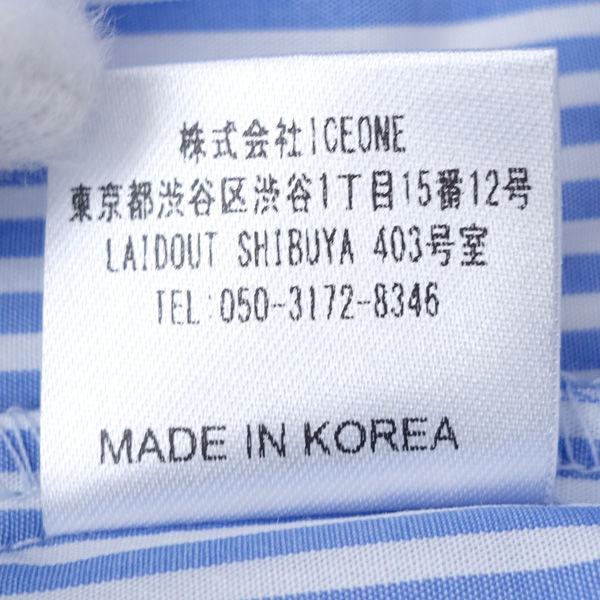 株式会社ICEONE
東京都渋谷区渋谷1丁目15番12号
LAIDOUT SHIBUYA 403号室
TEL:050-3172-8346
MADE IN KOREA